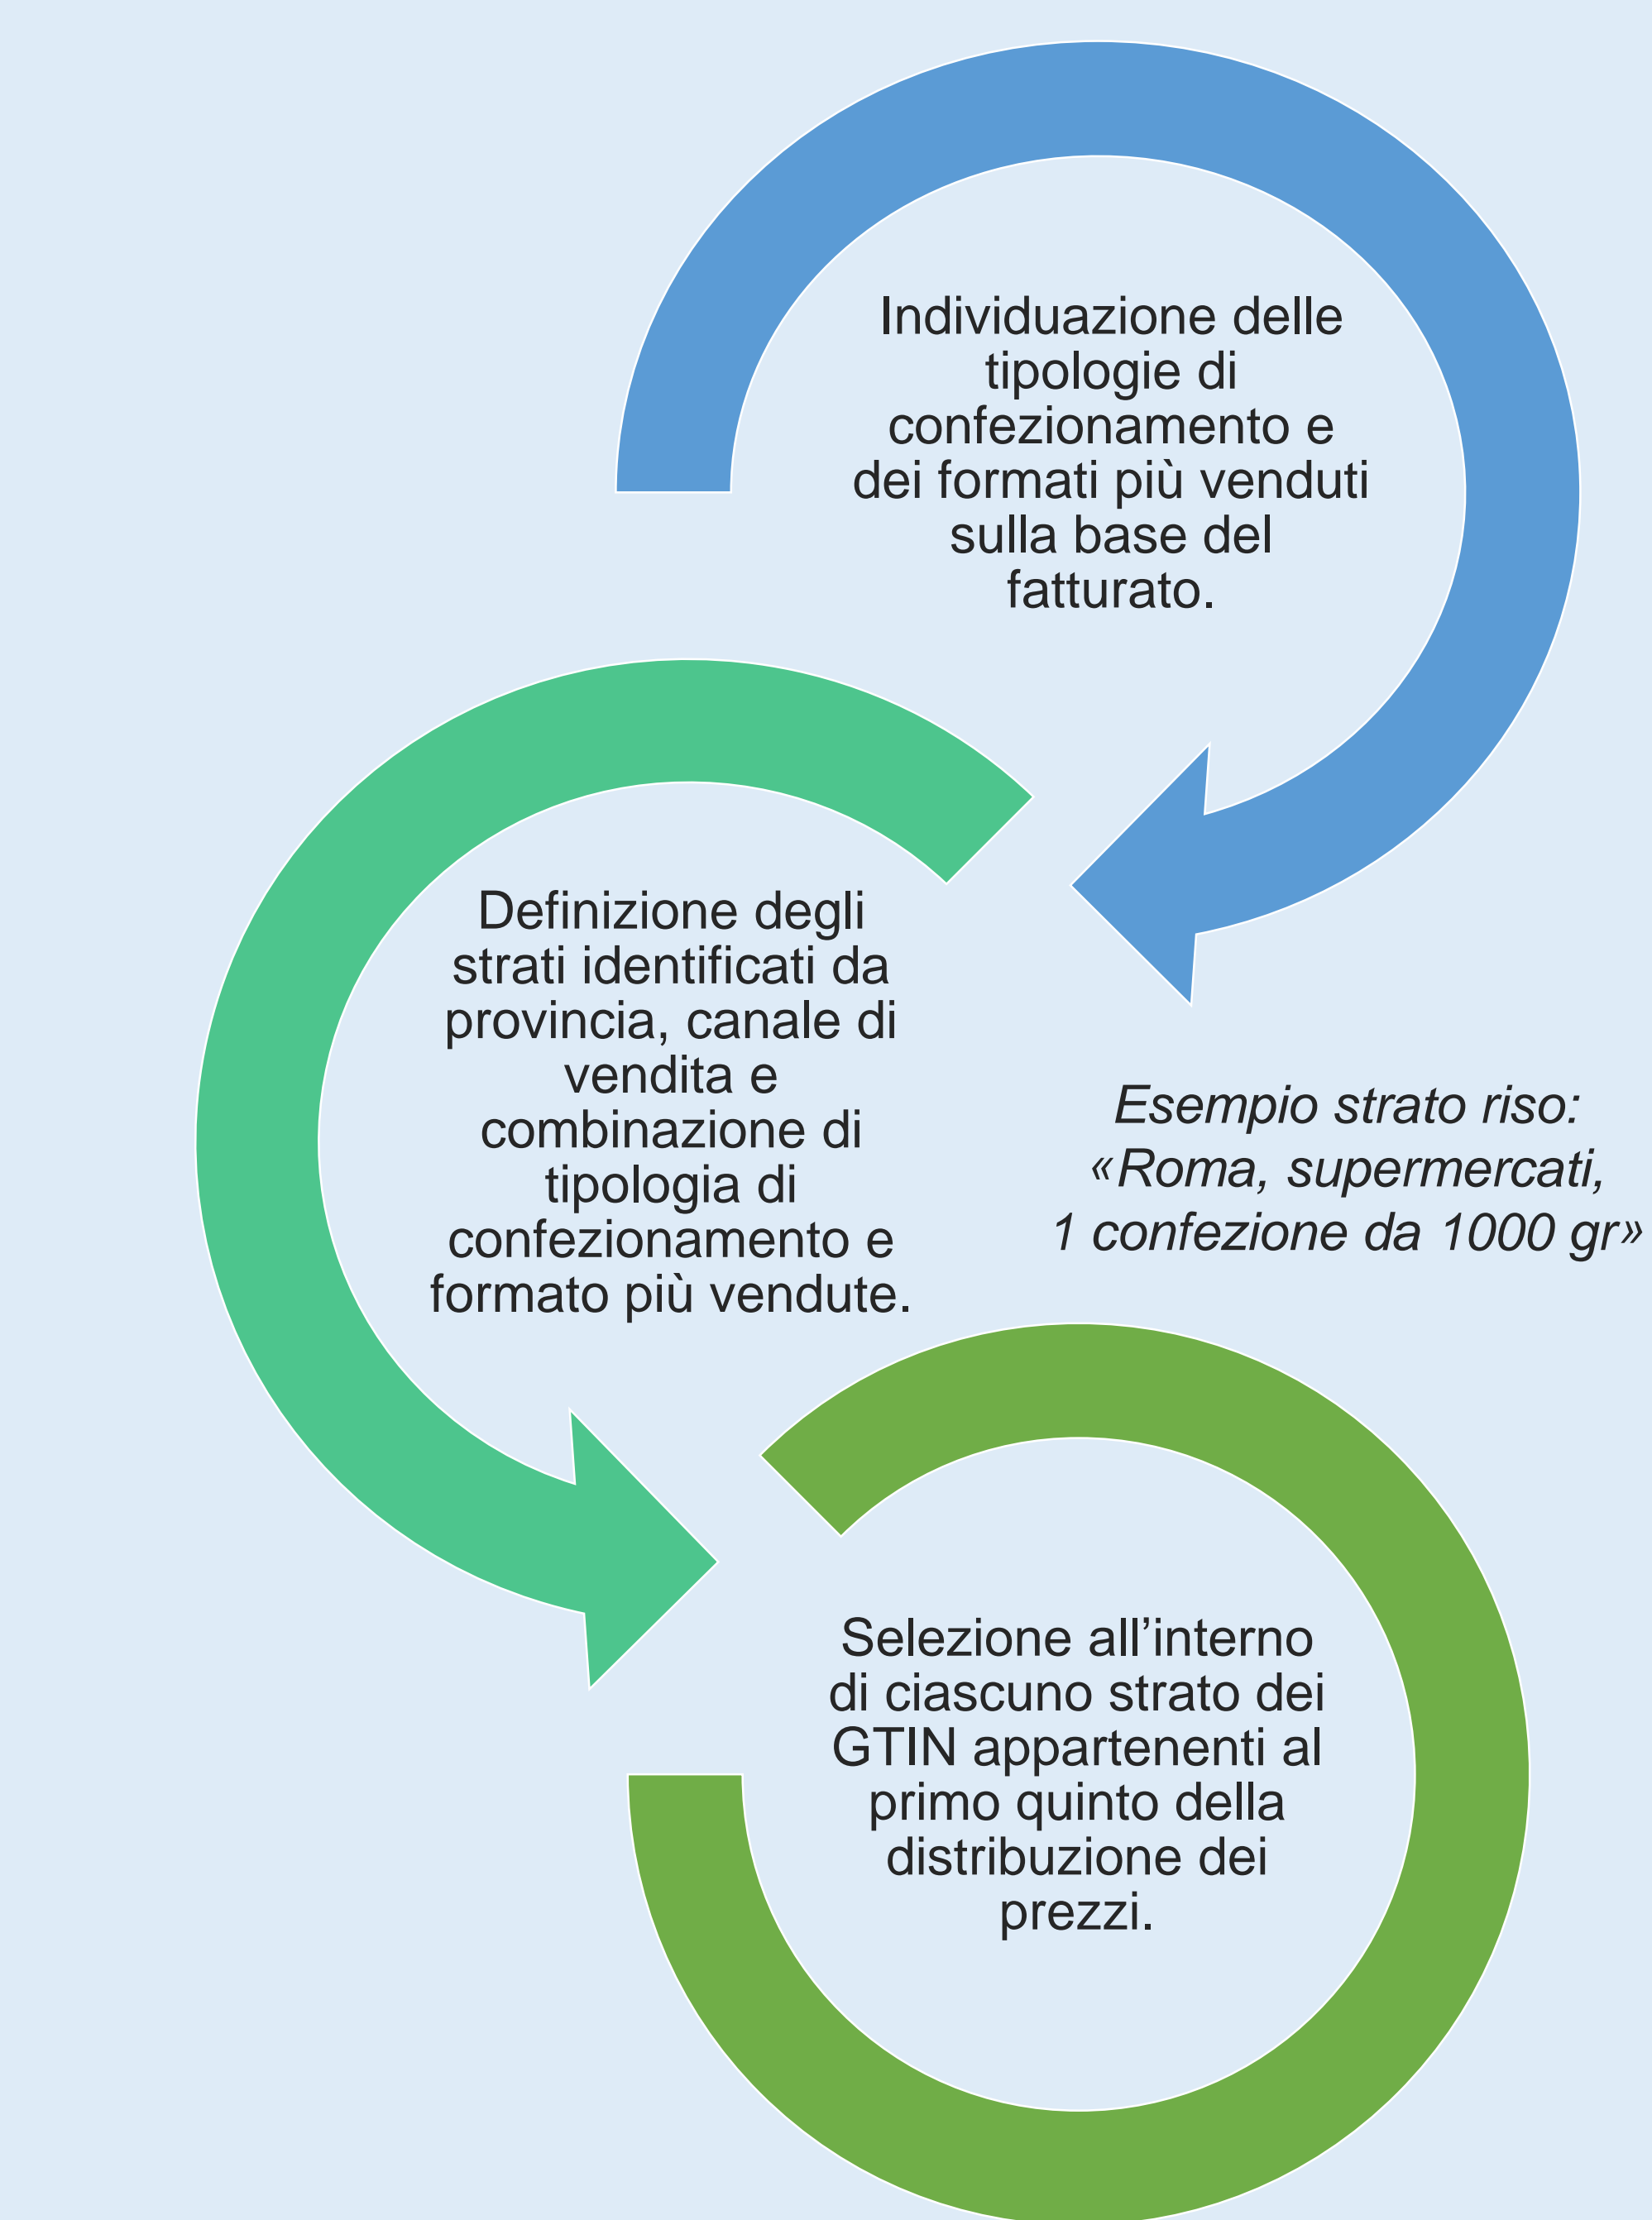 Individuazione delle
tipologie di
confezionamento e
dei formati più venduti
sulla base del
fatturato.
Definizione degli
strati identificati da
provincia, canale di
vendita e
combinazione di
tipologia di
confezionamento e
formato più vendute.
Esempio strato riso:
«Roma, supermercati,
1 confezione da 1000 gr»
Selezione all’interno
di ciascuno strato dei
GTIN appartenenti al
primo quinto della
distribuzione dei
prezzi.